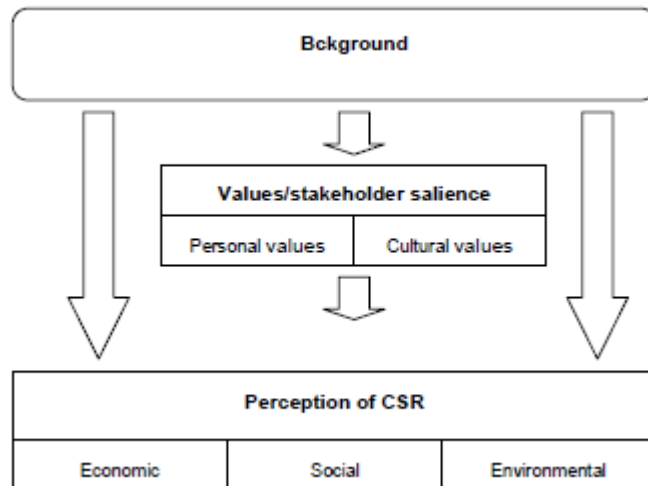 Bckground
Values/stakeholder salience
Personal values
Cultural values
Perception of CSR
Economic
Social
Environmental